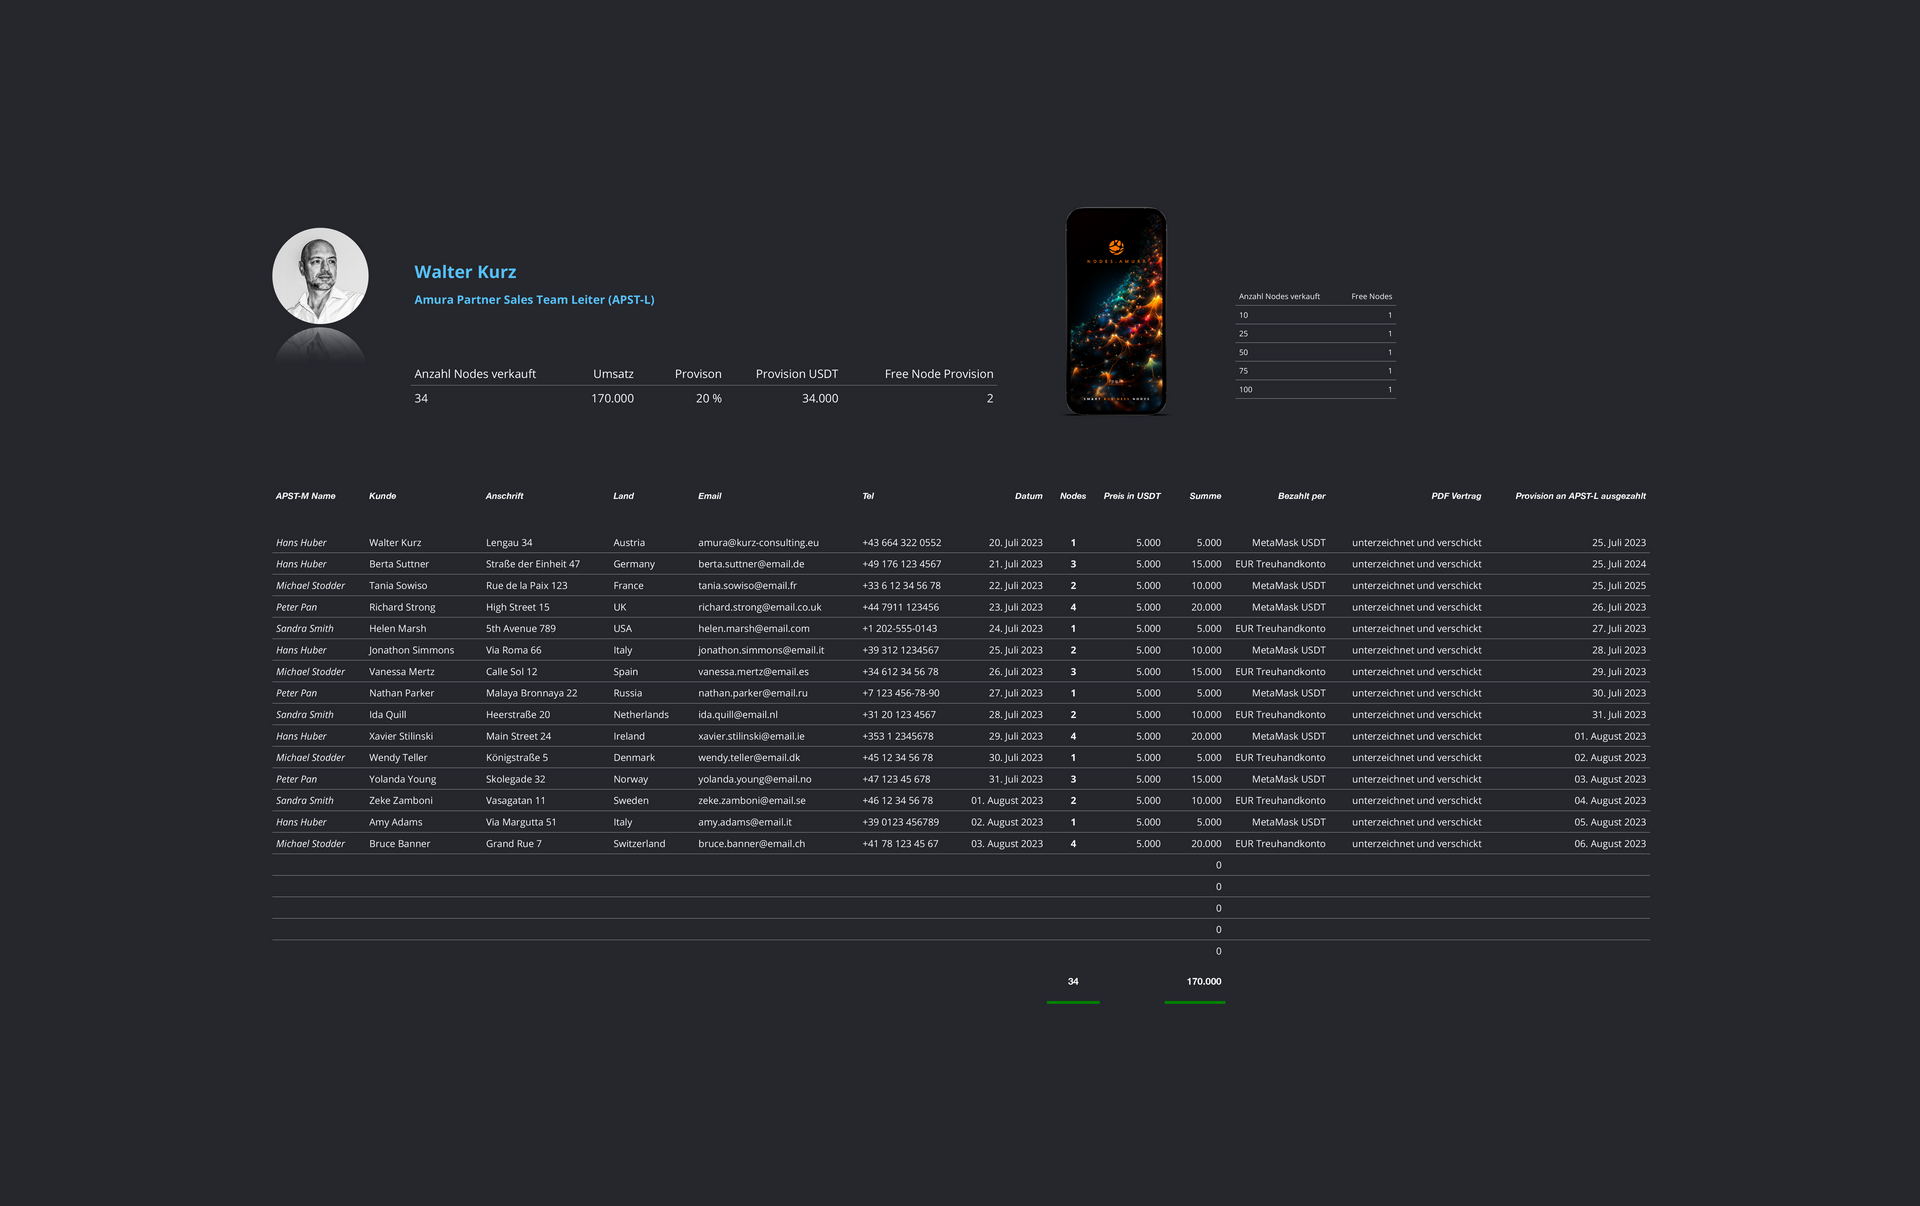 Walter Kurz
Amura Partner Sales Team Leiter (APST-L)
Anzahl Nodes verkauft Umsatz Provison Provision USDT Free Node Provision
34 170.000 20 % 34.000 2
NODES.AMURA
SMART BUSINESS NODES
Anzahl Nodes verkauft Free Nodes
10 1
25 1
50 1
75 1
100 1
APST-M Name Kunde Anschrift Land Email Tel Datum Nodes Preis in USDT Summe Bezahlt per PDF Vertrag Provision an APST-L ausgezahlt
Hans Huber Walter Kurz Lengau 34 Austria amura@kurz-consulting.eu +43 664 322 0552 20. Juli 2023 1 5.000 5.000 MetaMask USDT unterzeichnet und verschickt 25. Juli 2023
Hans Huber Berta Suttner Straße der Einheit 47 Germany berta.suttner@email.de +49 176 123 4567 21. Juli 2023 3 5.000 15.000 EUR Treuhandkonto unterzeichnet und verschickt 25. Juli 2024
Michael Stodder Tania Sowiso Rue de la Paix 123 France tania.sowiso@email.fr +33 6 12 34 56 78 22. Juli 2023 2 5.000 10.000 MetaMask USDT unterzeichnet und verschickt 25. Juli 2025
Peter Pan Richard Strong High Street 15 UK richard.strong@email.co.uk +44 7911 123456 23. Juli 2023 4 5.000 20.000 MetaMask USDT unterzeichnet und verschickt 26. Juli 2023
Sandra Smith Helen Marsh 5th Avenue 789 USA helen.marsh@email.com +1 202-555-0143 24. Juli 2023 1 5.000 5.000 EUR Treuhandkonto unterzeichnet und verschickt 27. Juli 2023
Hans Huber Jonathon Simmons Via Roma 66 Italy jonathon.simmons@email.it +39 312 1234567 25. Juli 2023 2 5.000 10.000 MetaMask USDT unterzeichnet und verschickt 28. Juli 2023
Michael Stodder Vanessa Mertz Calle Sol 12 Spain vanessa.mertz@email.es +34 612 34 56 78 26. Juli 2023 3 5.000 15.000 EUR Treuhandkonto unterzeichnet und verschickt 29. Juli 2023
Peter Pan Nathan Parker Malaya Bronnaya 22 Russia nathan.parker@email.ru +7 123 456-78-90 27. Juli 2023 1 5.000 5.000 MetaMask USDT unterzeichnet und verschickt 30. Juli 2023
Sandra Smith Ida Quill Heerstraße 20 Netherlands ida.quill@email.nl +31 20 123 4567 28. Juli 2023 2 5.000 10.000 EUR Treuhandkonto unterzeichnet und verschickt 31. Juli 2023
Hans Huber Xavier Stilinski Main Street 24 Ireland xavier.stilinski@email.ie +353 1 2345678 29. Juli 2023 4 5.000 20.000 MetaMask USDT unterzeichnet und verschickt 01. August 2023
Michael Stodder Wendy Teller Königstraße 5 Denmark wendy.teller@email.dk +45 12 34 56 78 30. Juli 2023 1 5.000 5.000 EUR Treuhandkonto unterzeichnet und verschickt 02. August 2023
Peter Pan Yolanda Young Skolegade 32 Norway yolanda.young@email.no +47 123 45 678 31. Juli 2023 3 5.000 15.000 MetaMask USDT unterzeichnet und verschickt 03. August 2023
Sandra Smith Zeke Zamboni Vasagatan 11 Sweden zeke.zamboni@email.se +46 12 34 56 78 01. August 2023 2 5.000 10.000 EUR Treuhandkonto unterzeichnet und verschickt 04. August 2023
Hans Huber Amy Adams Via Margutta 51 Italy amy.adams@email.it +39 0123 456789 02. August 2023 1 5.000 5.000 MetaMask USDT unterzeichnet und verschickt 05. August 2023
Michael Stodder Bruce Banner Grand Rue 7 Switzerland bruce.banner@email.ch +41 78 123 45 67 03. August 2023 4 5.000 20.000 EUR Treuhandkonto unterzeichnet und verschickt 06. August 2023
0
0
0
0
0
34 170.000